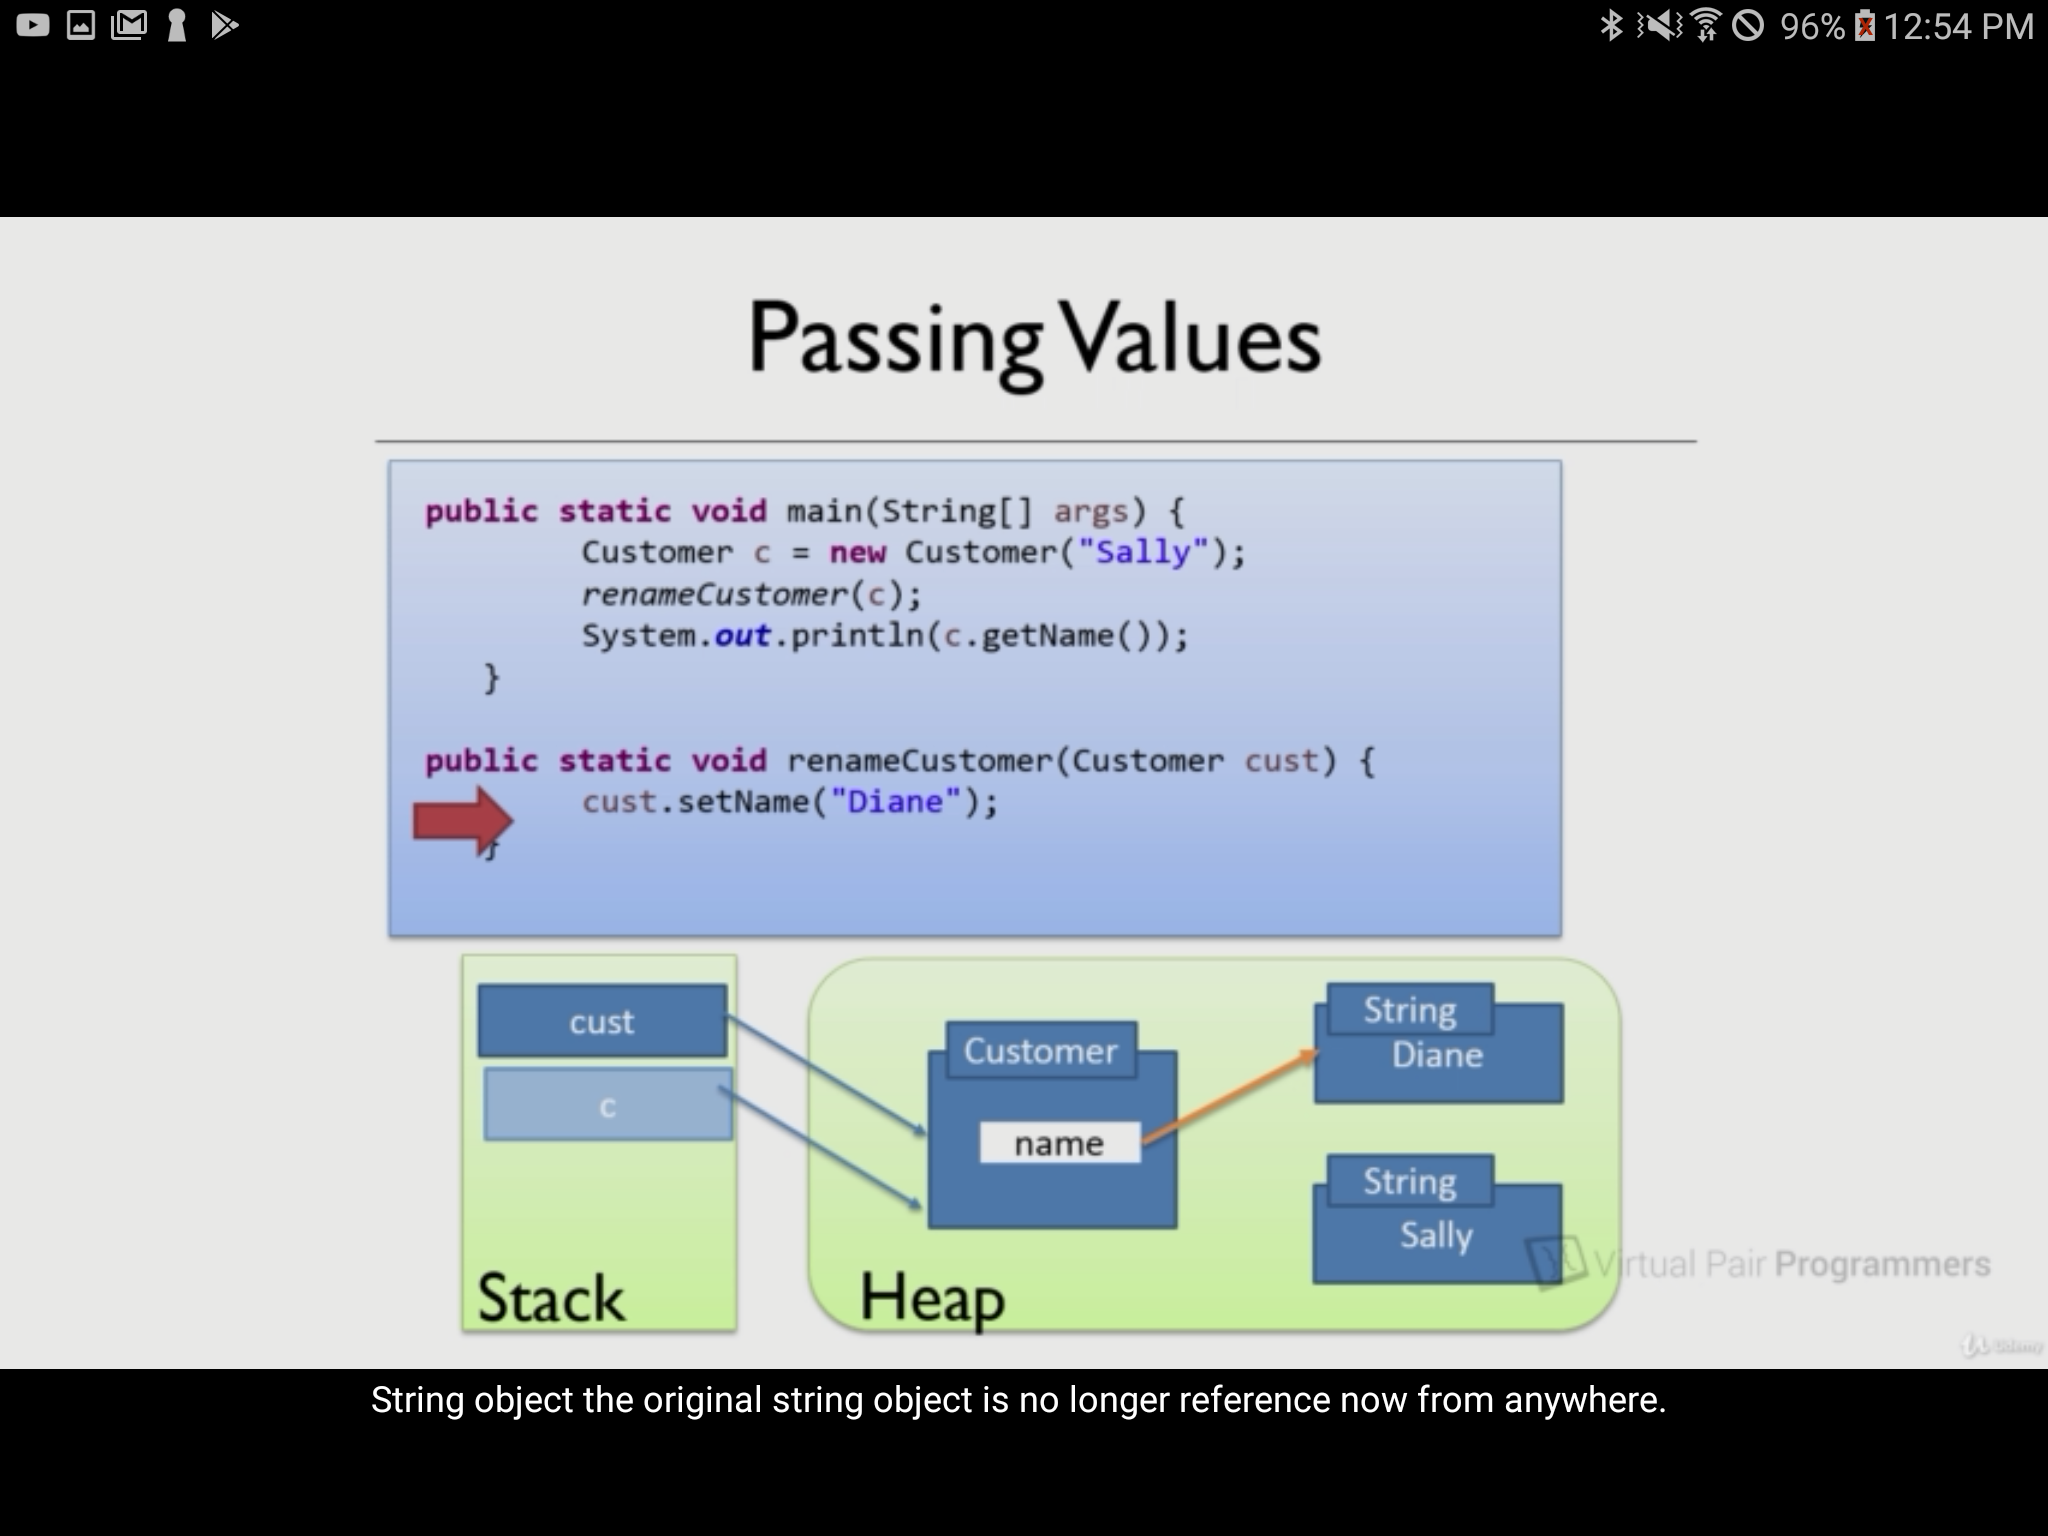 96% 12:54 PM
Passing Values
public static void main(String[] args) {
Customer c = new Customer("Sally");
renameCustomer(c);
System.out.println(c.getName());
}
public static void renameCustomer(Customer cust) {
cust.setName("Diane");
}
cust
c
Stack
Customer
name
String
Diane
String
Sally
Heap
Virtual Pair Programmers
Udemy
String object the original string object is no longer reference now from anywhere.